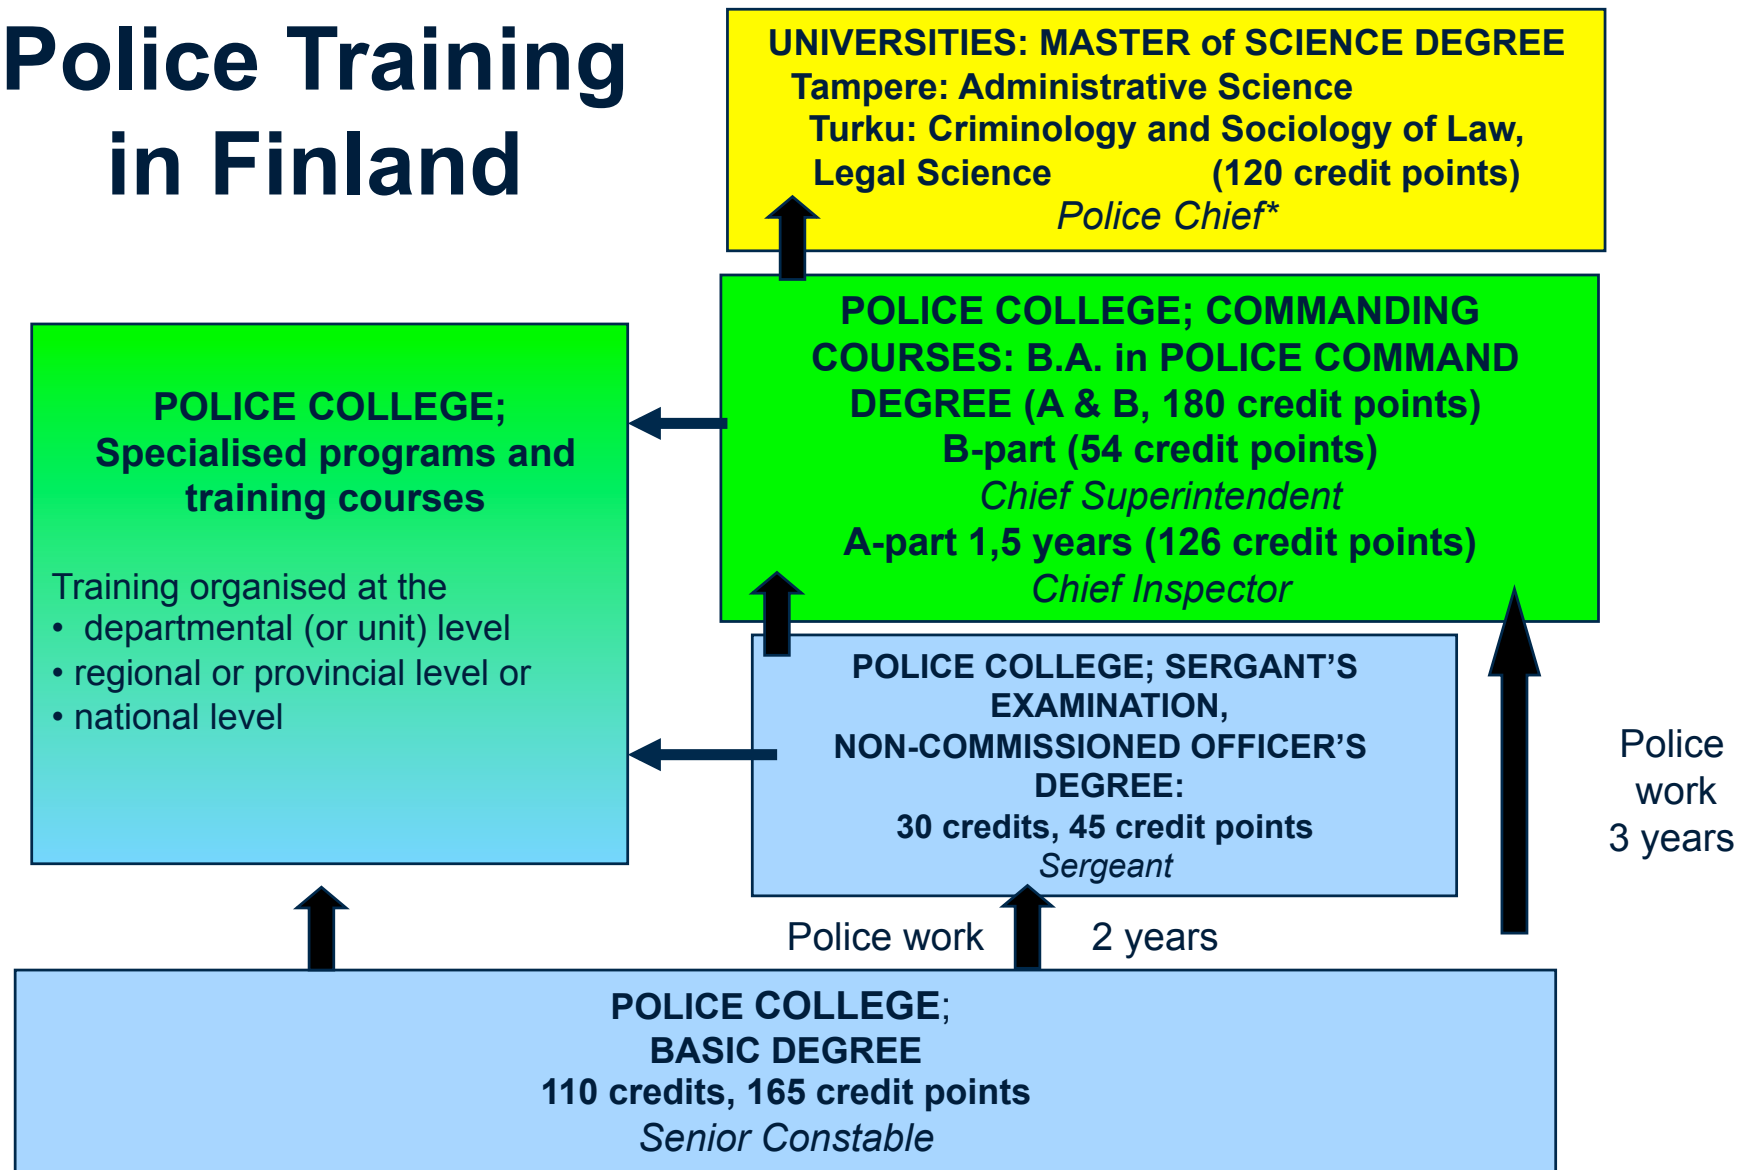 Police Training
in Finland
UNIVERSITIES: MASTER of SCIENCE DEGREE
Tampere: Administrative Science
Turku: Criminology and Sociology of Law,
Legal Science (120 credit points)
Police Chief*
POLICE COLLEGE; COMMANDING
COURSES: B.A. in POLICE COMMAND
DEGREE (A & B, 180 credit points)
B-part (54 credit points)
Chief Superintendent
A-part 1,5 years (126 credit points)
Chief Inspector
POLICE COLLEGE;
Specialised programs and
training courses
Training organised at the
• departmental (or unit) level
• regional or provincial level or
• national level
POLICE COLLEGE; SERGANT'S
EXAMINATION,
NON-COMMISSIONED OFFICER'S
DEGREE:
30 credits, 45 credit points
Sergeant
Police
work
3 years
Police work 2 years
POLICE COLLEGE;
BASIC DEGREE
110 credits, 165 credit points
Senior Constable